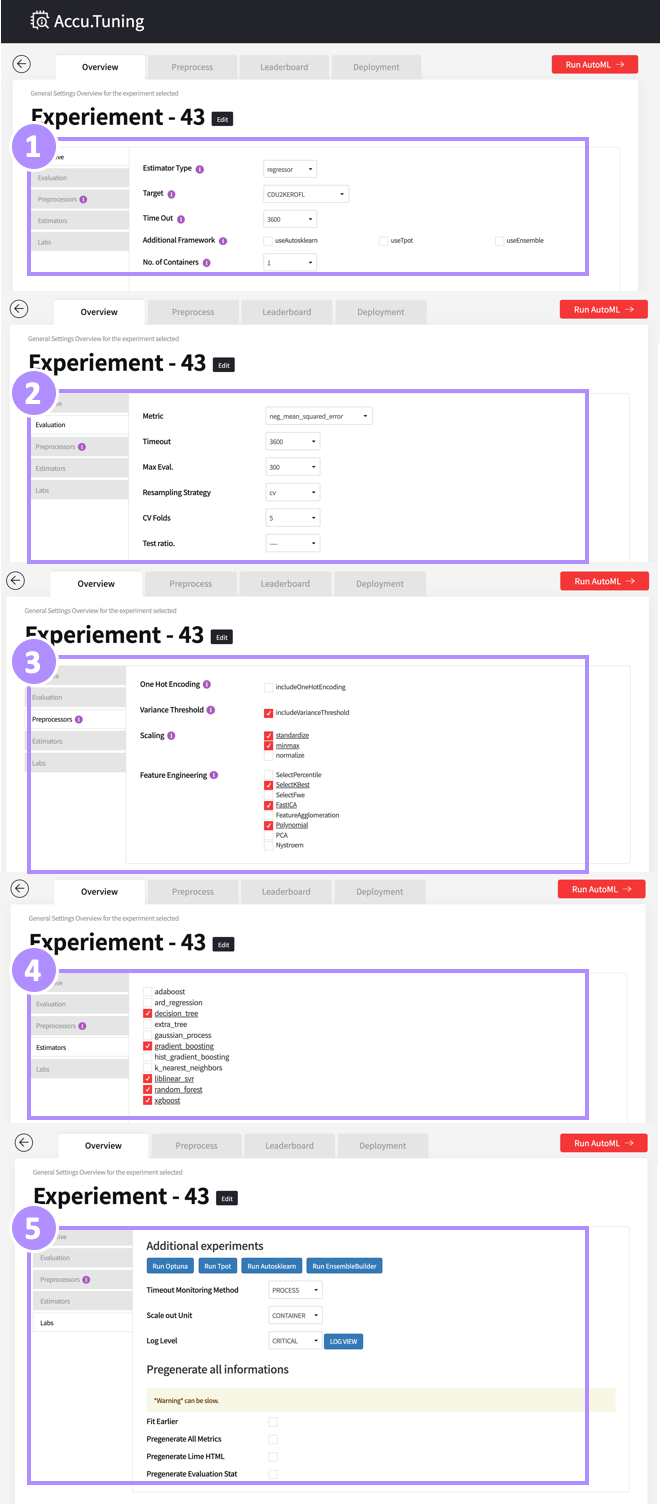 Accu.Tuning
Overview Preprocess Leaderboard Deployment Run AutoML →
General Settings Overview for the experiment selected
Experiement - 43 Edit
1
ve
Estimator Type i regressor
Evaluation
Target i CDU2KEROFL
Preprocessors i
Time Out i 3600
Estimators
Additional Framework i useAutosklearn useTpot useEnsemble
Labs
No. of Containers i 1
Overview Preprocess Leaderboard Deployment Run AutoML →
General Settings Overview for the experiment selected
Experiement - 43 Edit
2
ve
Metric neg_mean_squared_error
Evaluation
Timeout 3600
Preprocessors i
Max Eval. 300
Estimators
Labs
Resampling Strategy cv
CV Folds 5
Test ratio. ----
Overview Preprocess Leaderboard Deployment Run AutoML →
General Settings Overview for the experiment selected
Experiement - 43 Edit
3
ve
One Hot Encoding i includeOneHotEncoding
Evaluation
Variance Threshold i includeVarianceThreshold
Preprocessors i
Scaling i standardize
Estimators
minmax
normalize
Labs
Feature Engineering i SelectPercentile
SelectKBest
SelectFwe
FastICA
FeatureAgglomeration
Polynomial
PCA
Nystroem
Overview Preprocess Leaderboard Deployment Run AutoML →
General Settings Overview for the experiment selected
Experiement - 43 Edit
4
ve
adaboost
Evaluation
ard_regression
decision_tree
Preprocessors i
extra_tree
gaussian_process
Estimators
gradient_boosting
hist_gradient_boosting
Labs
k_nearest_neighbors
liblinear_svr
random_forest
xgboost
Overview Preprocess Leaderboard Deployment Run AutoML →
General Settings Overview for the experiment selected
Experiement - 43 Edit
5
ve
Additional experiments
Evaluation
Run Optuna Run Tpot Run Autosklearn Run EnsembleBuilder
Preprocessors i
Timeout Monitoring Method PROCESS
Estimators
Scale out Unit CONTAINER
Labs
Log Level CRITICAL LOG VIEW
Pregenerate all informations
"Warning" can be slow.
Fit Earlier
Pregenerate All Metrics
Pregenerate Lime HTML
Pregenerate Evaluation Stat